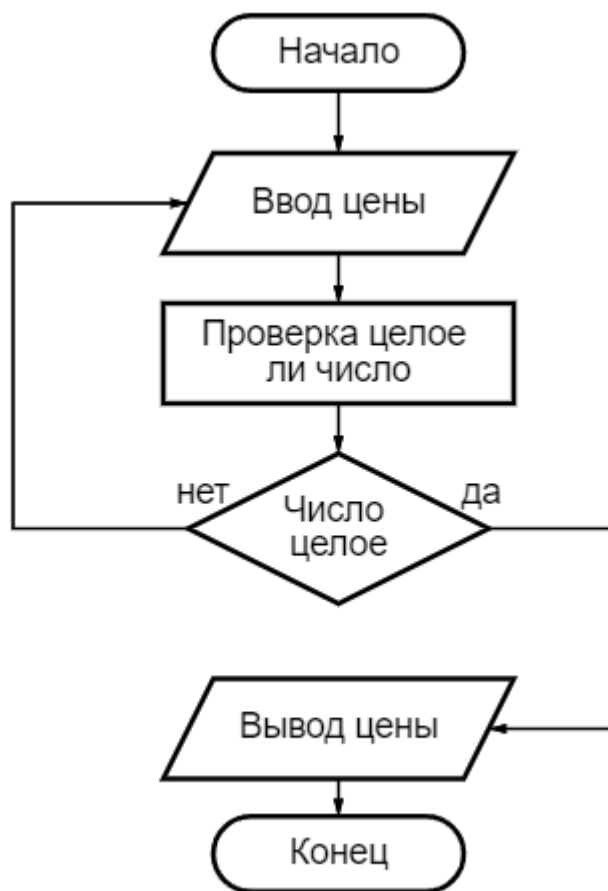 Начало
Ввод цены
Проверка целое
ли число
нет
да
Число
целое
Вывод цены
Конец